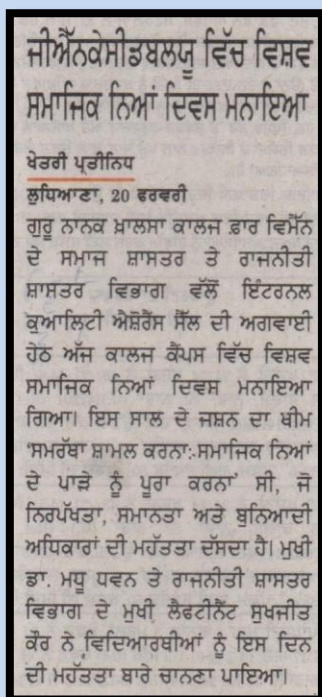 ਜੀਐੱਨਕੇਸੀਡਬਲਯੂ ਵਿੱਚ ਵਿਸ਼ਵ
ਸਮਾਜਿਕ ਨਿਆਂ ਦਿਵਸ ਮਨਾਇਆ
ਖੇਤਰੀ ਪ੍ਰਤੀਨਿਧ
ਲੁਧਿਆਣਾ, 20 ਫਰਵਰੀ
ਗੁਰੂ ਨਾਨਕ ਖ਼ਾਲਸਾ ਕਾਲਜ ਫ਼ਾਰ ਵਿਮੈੱਨ
ਦੇ ਸਮਾਜ ਸ਼ਾਸਤਰ ਤੇ ਰਾਜਨੀਤੀ
ਸ਼ਾਸਤਰ ਵਿਭਾਗ ਵੱਲੋਂ ਇੰਟਰਨਲ
ਕੁਆਲਿਟੀ ਐਸ਼ੋਰੈਂਸ ਸੈੱਲ ਦੀ ਅਗਵਾਈ
ਹੇਠ ਅੱਜ ਕਾਲਜ ਕੈਂਪਸ ਵਿੱਚ ਵਿਸ਼ਵ
ਸਮਾਜਿਕ ਨਿਆਂ ਦਿਵਸ ਮਨਾਇਆ
ਗਿਆ। ਇਸ ਸਾਲ ਦੇ ਜਸ਼ਨ ਦਾ ਥੀਮ
'ਸਮਰੱਥਾ ਸ਼ਾਮਲ ਕਰਨਾ:-ਸਮਾਜਿਕ ਨਿਆਂ
ਦੇ ਪਾੜੇ ਨੂੰ ਪੂਰਾ ਕਰਨਾ' ਸੀ, ਜੋ
ਨਿਰਪੱਖਤਾ, ਸਮਾਨਤਾ ਅਤੇ ਬੁਨਿਆਦੀ
ਅਧਿਕਾਰਾਂ ਦੀ ਮਹੱਤਤਾ ਦੱਸਦਾ ਹੈ। ਮੁਖੀ
ਡਾ. ਮਧੂ ਧਵਨ ਤੇ ਰਾਜਨੀਤੀ ਸ਼ਾਸਤਰ
ਵਿਭਾਗ ਦੇ ਮੁਖੀ ਲੈਫਟੀਨੈਂਟ ਸੁਖਜੀਤ
ਕੌਰ ਨੇ ਵਿਦਿਆਰਥੀਆਂ ਨੂੰ ਇਸ ਦਿਨ
ਦੀ ਮਹੱਤਤਾ ਬਾਰੇ ਚਾਨਣਾ ਪਾਇਆ।